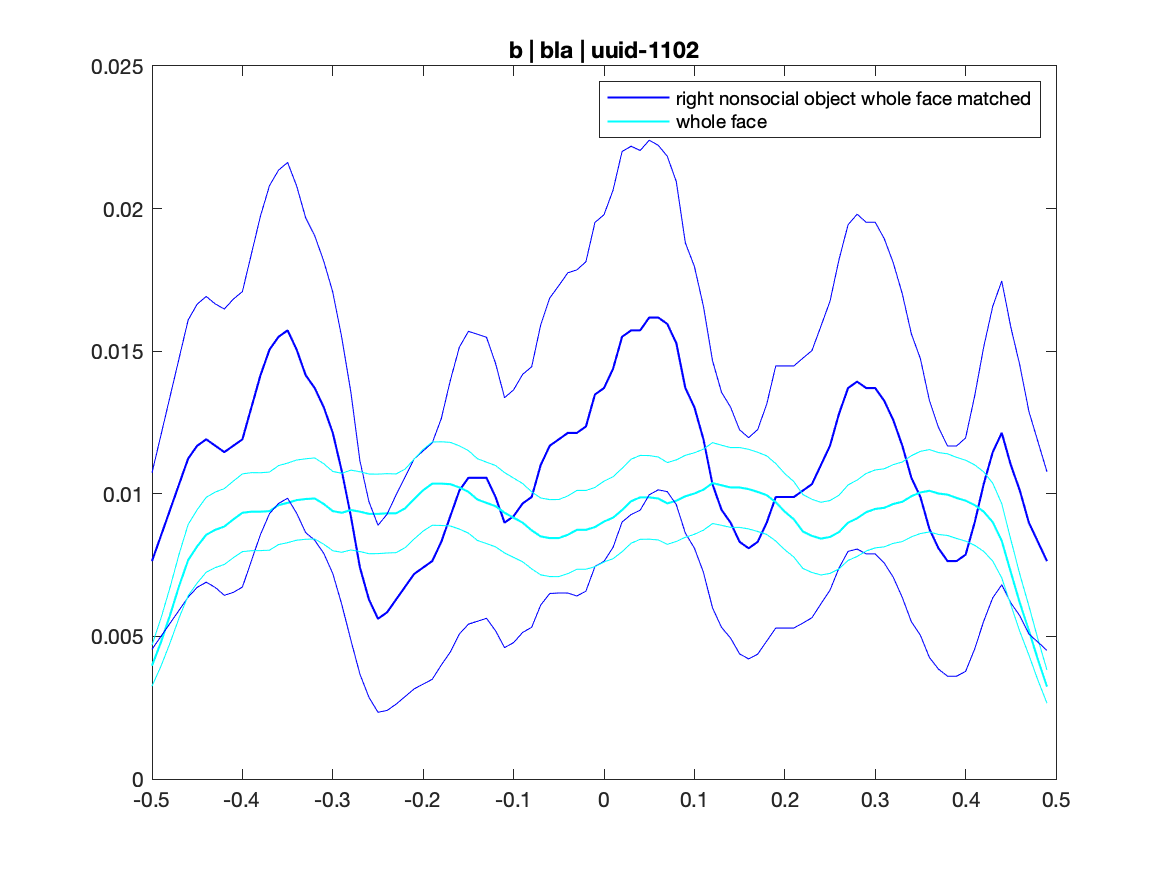 b | bla | uuid-1102
0.025
right nonsocial object whole face matched
whole face
0.02
0.015
0.01
0.005
0
-0.5 -0.4 -0.3 -0.2 -0.1 0 0.1 0.2 0.3 0.4 0.5